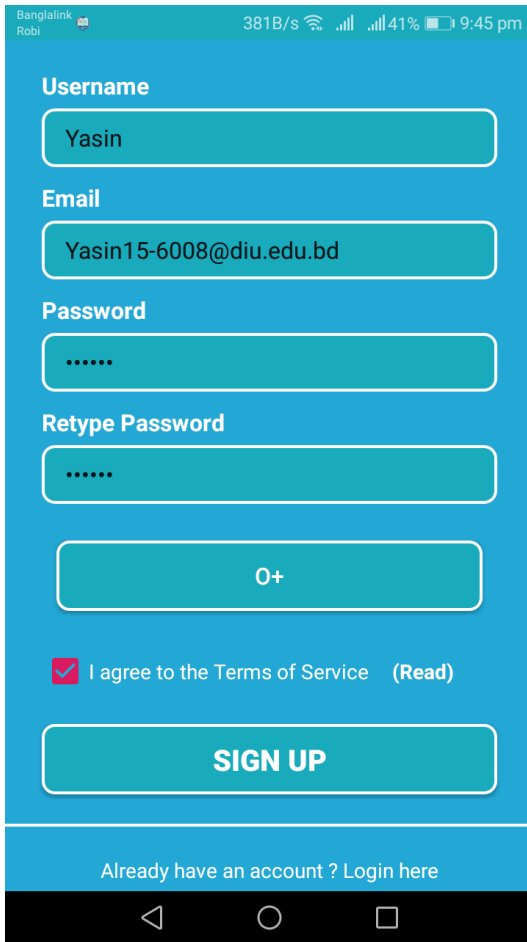 Banglalink
Robi
381B/s 41% 9:45 pm
Username
Yasin
Email
Yasin15-6008@diu.edu.bd
Password
••••••
Retype Password
••••••
O+
I agree to the Terms of Service (Read)
SIGN UP
Already have an account ? Login here